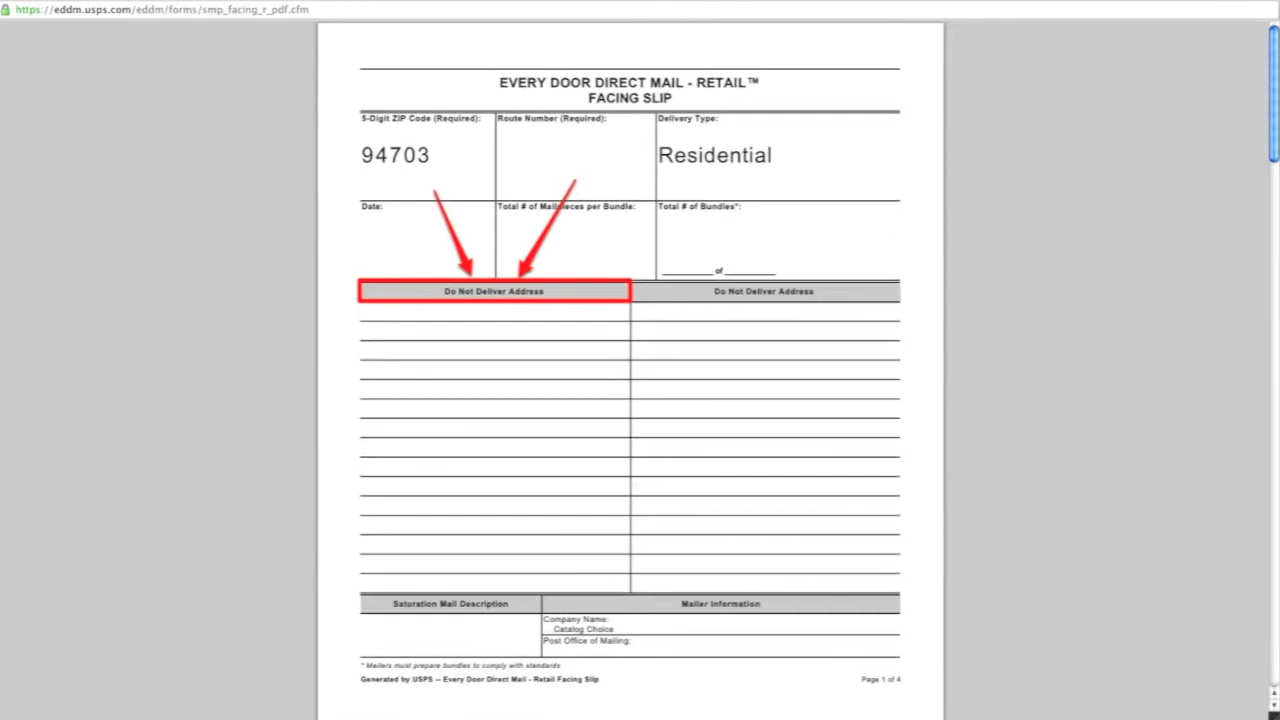 https://eddm.usps.com/eddm/forms/smp_facing_r_pdf.cfm
EVERY DOOR DIRECT MAIL - RETAIL™
FACING SLIP
5-Digit ZIP Code (Required): Route Number (Required): Delivery Type:
94703 Residential
Date: Total # of Mailpieces per Bundle: Total # of Bundles*:
________ of ________
Do Not Deliver Address Do Not Deliver Address
Saturation Mail Description Mailer Information
Company Name:
Catalog Choice
Post Office of Mailing:
* Mailers must prepare bundles to comply with standards
Generated by USPS -- Every Door Direct Mail - Retail Facing Slip Page 1 of 4